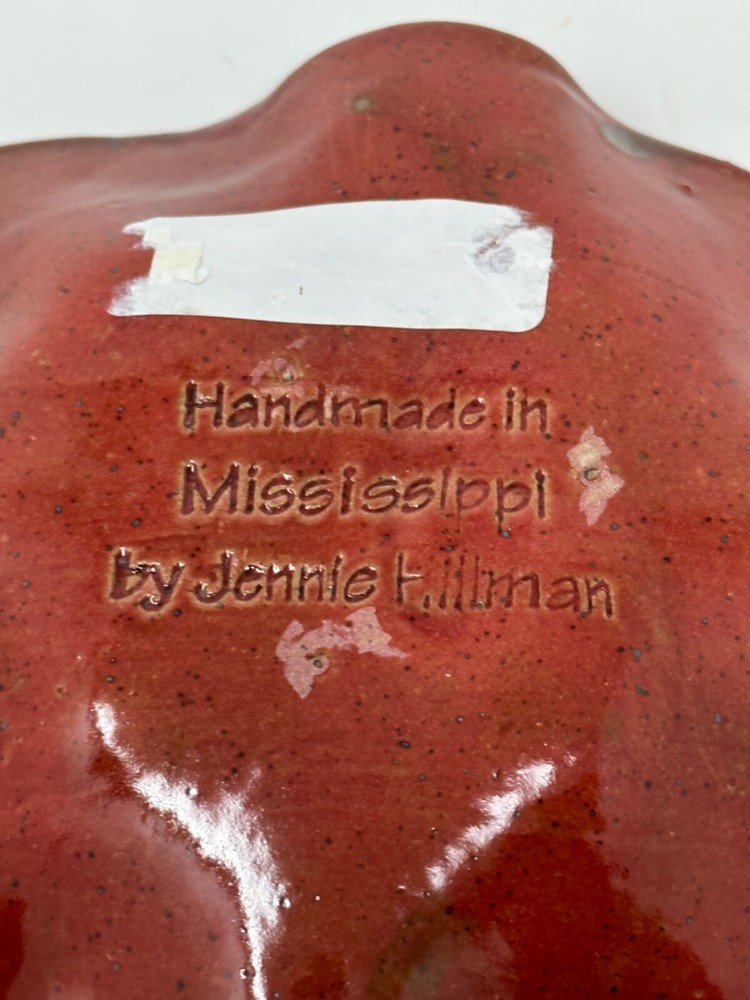 Handmade in
Mississippi
by Jennie Hillman